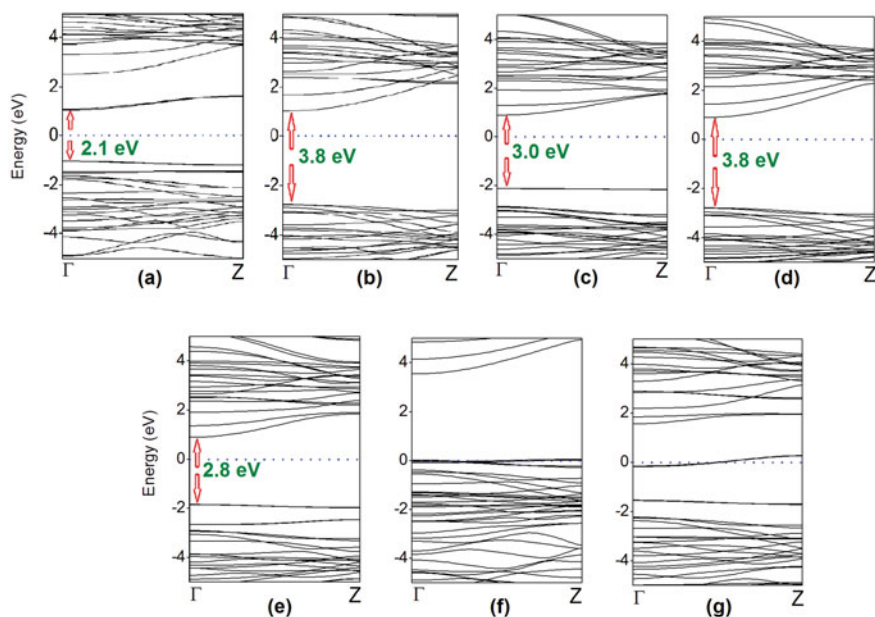 Energy (eV)
4
2
0
-2
-4
2.1 eV
Γ
Z
(a)
4
2
0
-2
-4
3.8 eV
Γ
Z
(b)
4
2
0
-2
-4
3.0 eV
Γ
Z
(c)
4
2
0
-2
-4
3.8 eV
Γ
Z
(d)
Energy (eV)
4
2
0
-2
-4
2.8 eV
Γ
Z
(e)
4
2
0
-2
-4
Γ
Z
(f)
4
2
0
-2
-4
Γ
Z
(g)